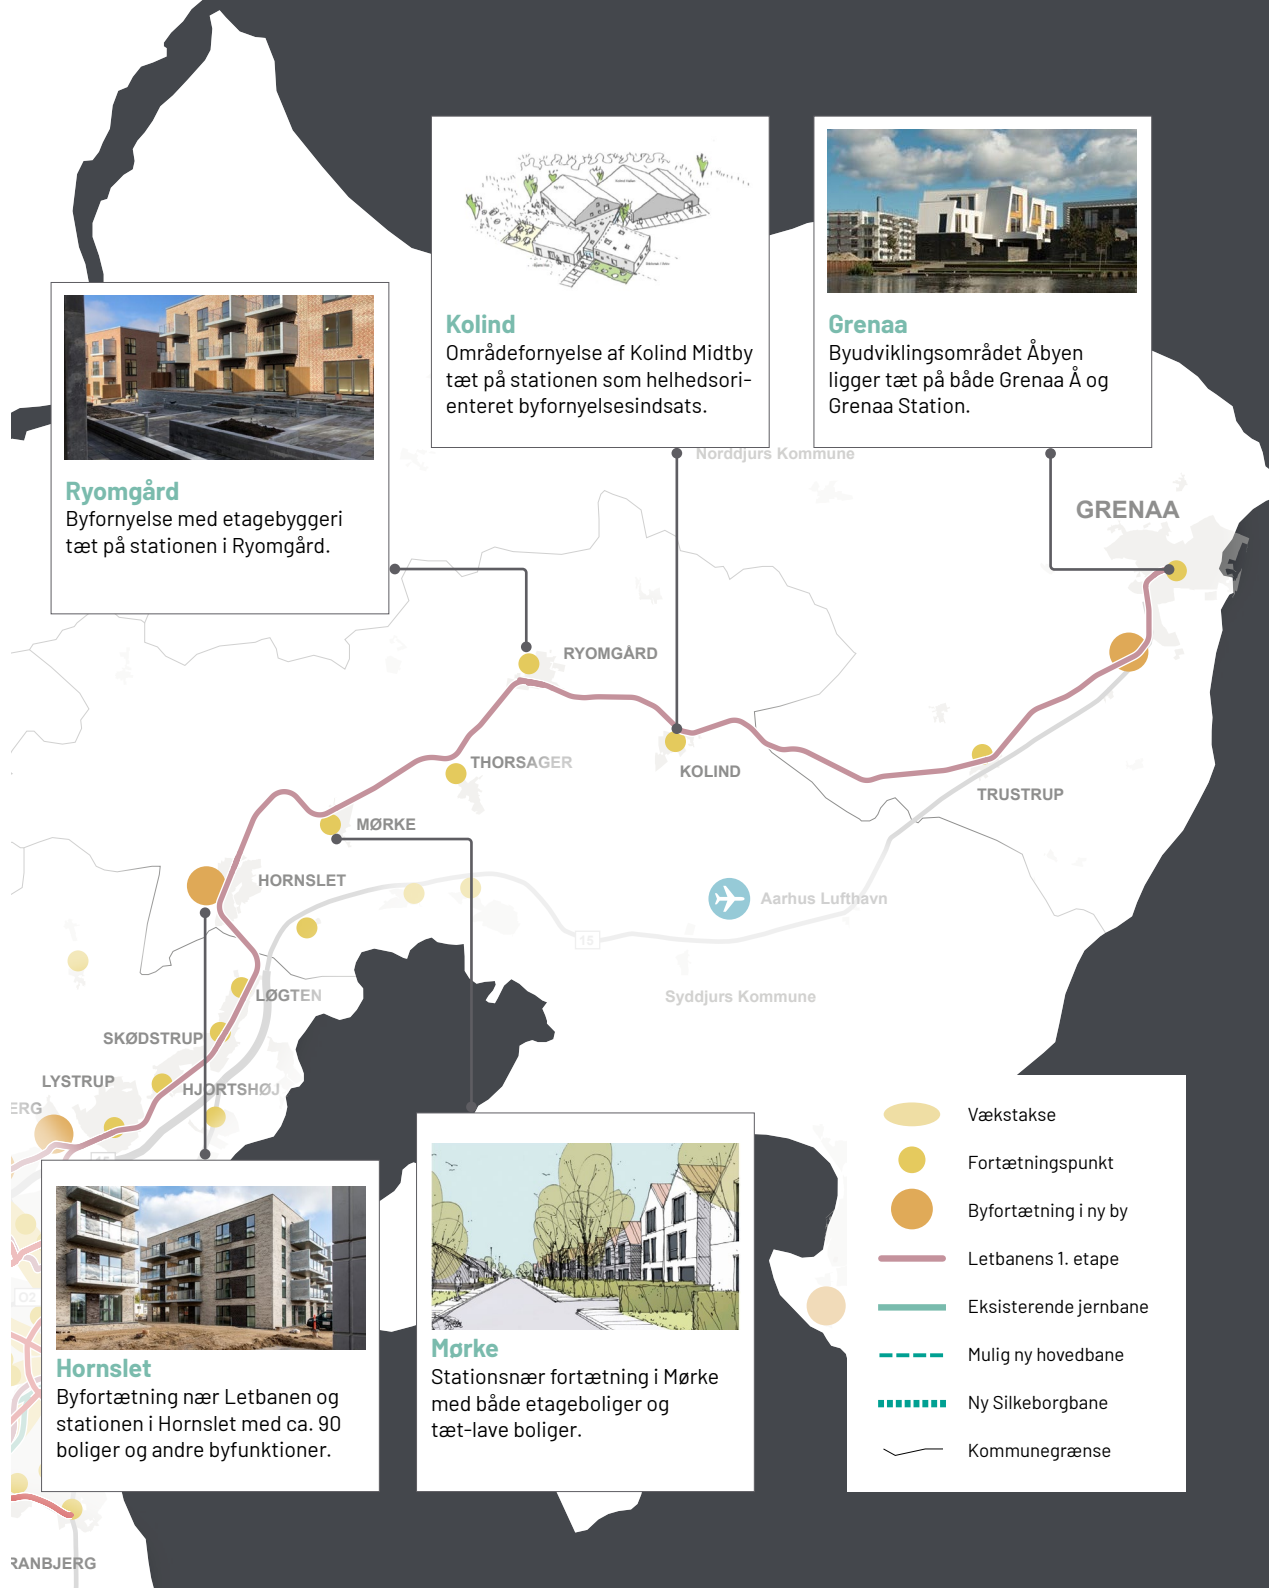 Kolind
Områdefornyelse af Kolind Midtby
tæt på stationen som helhedsori-
enteret byfornyelsesindsats.
Grenaa
Byudviklingsområdet Åbyen
ligger tæt på både Grenaa Å og
Grenaa Station.
Ryomgård
Byfornyelse med etagebyggeri
tæt på stationen i Ryomgård.
Norddjurs Kommune
GRENAA
RYOMGÅRD
THORSAGER
KOLIND
TRUSTRUP
MØRKE
HORNSLET
Aarhus Lufthavn
15
LØGTEN
Syddjurs Kommune
SKØDSTRUP
LYSTRUP
HJORTSHØJ
ERG
15
O2
Hornslet
Byfortætning nær Letbanen og
stationen i Hornslet med ca. 90
boliger og andre byfunktioner.
Mørke
Stationsnær fortætning i Mørke
med både etageboliger og
tæt-lave boliger.
Vækstakse
Fortætningspunkt
Byfortætning i ny by
Letbanens 1. etape
Eksisterende jernbane
Mulig ny hovedbane
Ny Silkeborgbane
Kommunegrænse
RANBJERG